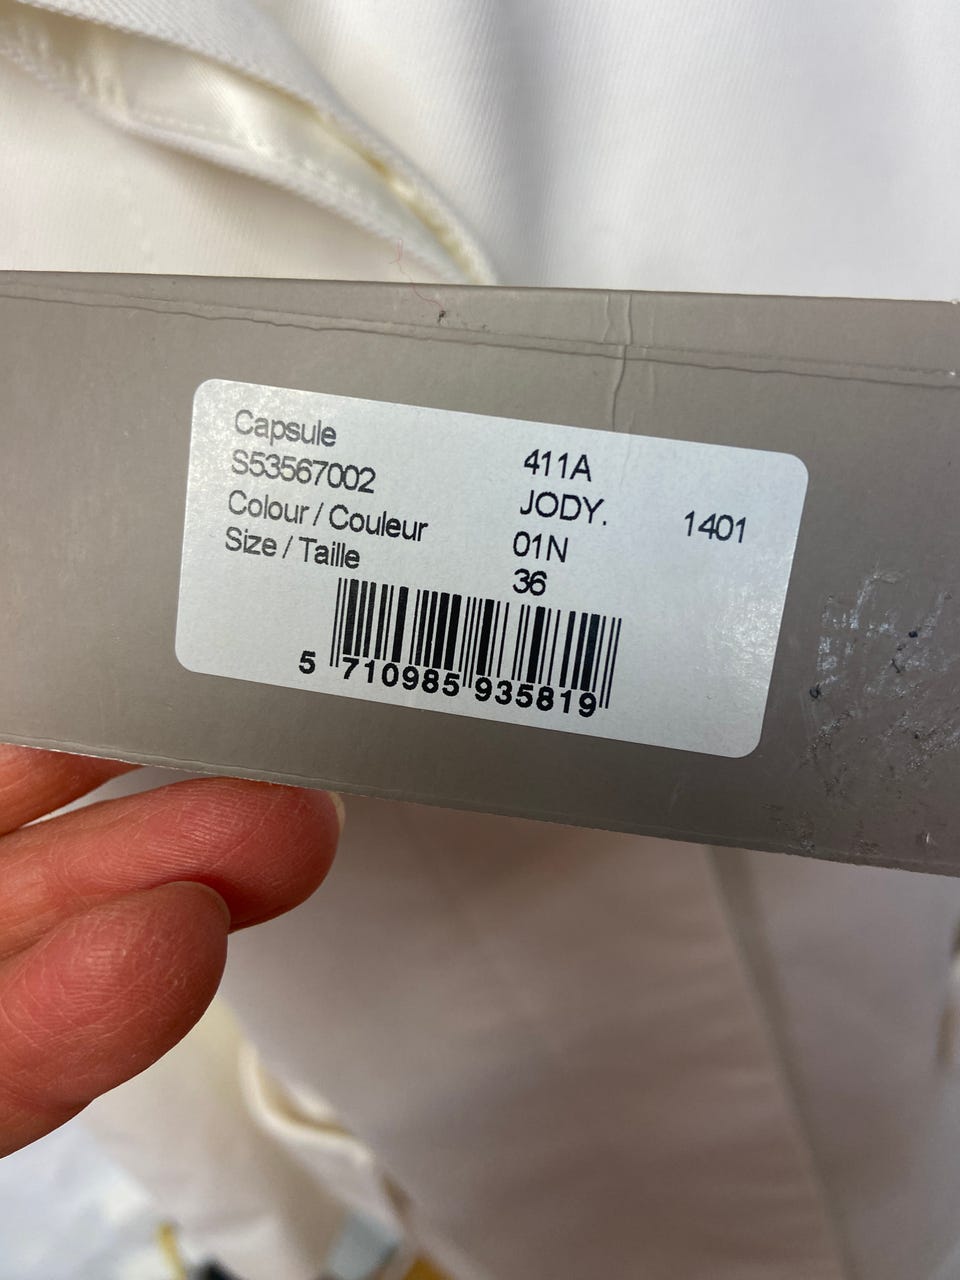 Capsule 411A
S53567002 JODY. 1401
Colour / Couleur 01N
Size / Taille 36
5 710985 935819